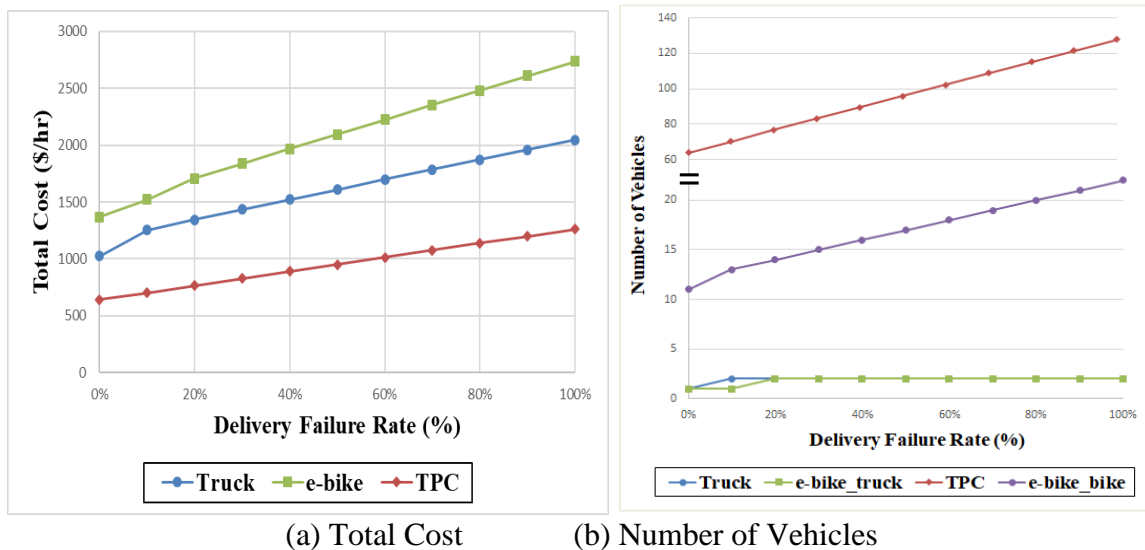 3000
2500
2000
1500
1000
500
0
Total Cost ($/hr)
0% 20% 40% 60% 80% 100%
Delivery Failure Rate (%)
Truck e-bike TPC
(a) Total Cost
140
120
100
80
60
20
15
10
5
0
Number of Vehicles
0% 20% 40% 60% 80% 100%
Delivery Failure Rate (%)
Truck e-bike_truck TPC e-bike_bike
(b) Number of Vehicles